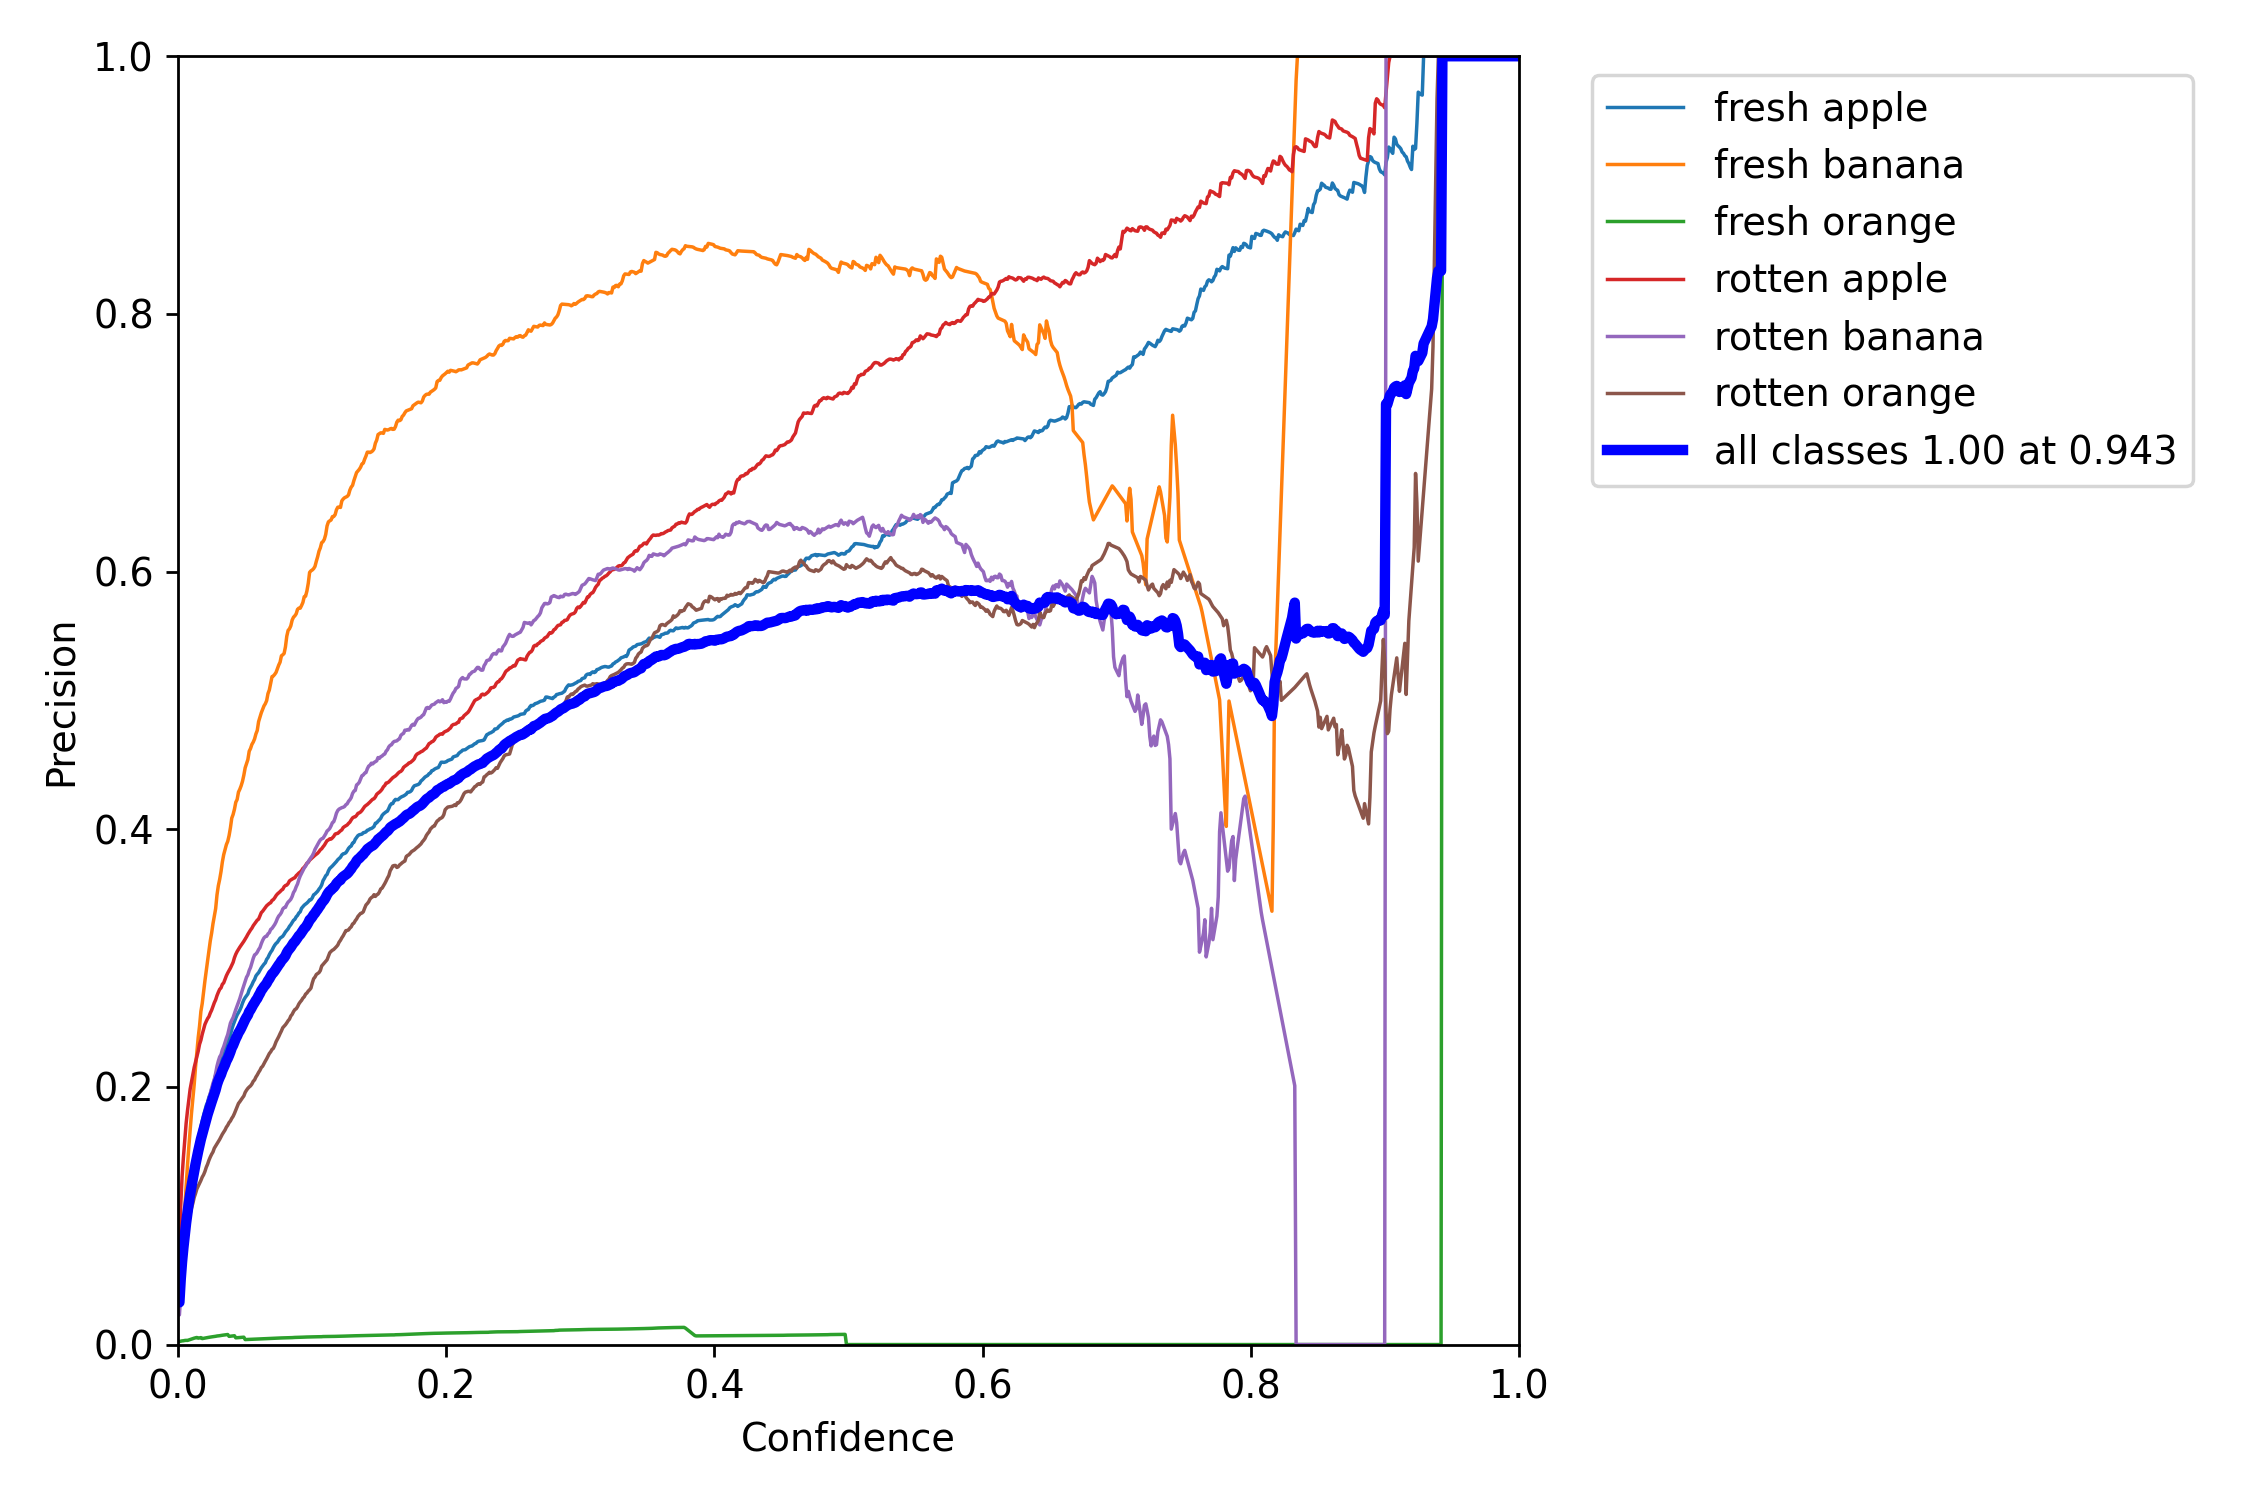 1.0
0.8
0.6
0.4
0.2
0.0
Precision
0.0 0.2 0.4 0.6 0.8 1.0
Confidence
fresh apple
fresh banana
fresh orange
rotten apple
rotten banana
rotten orange
all classes 1.00 at 0.943